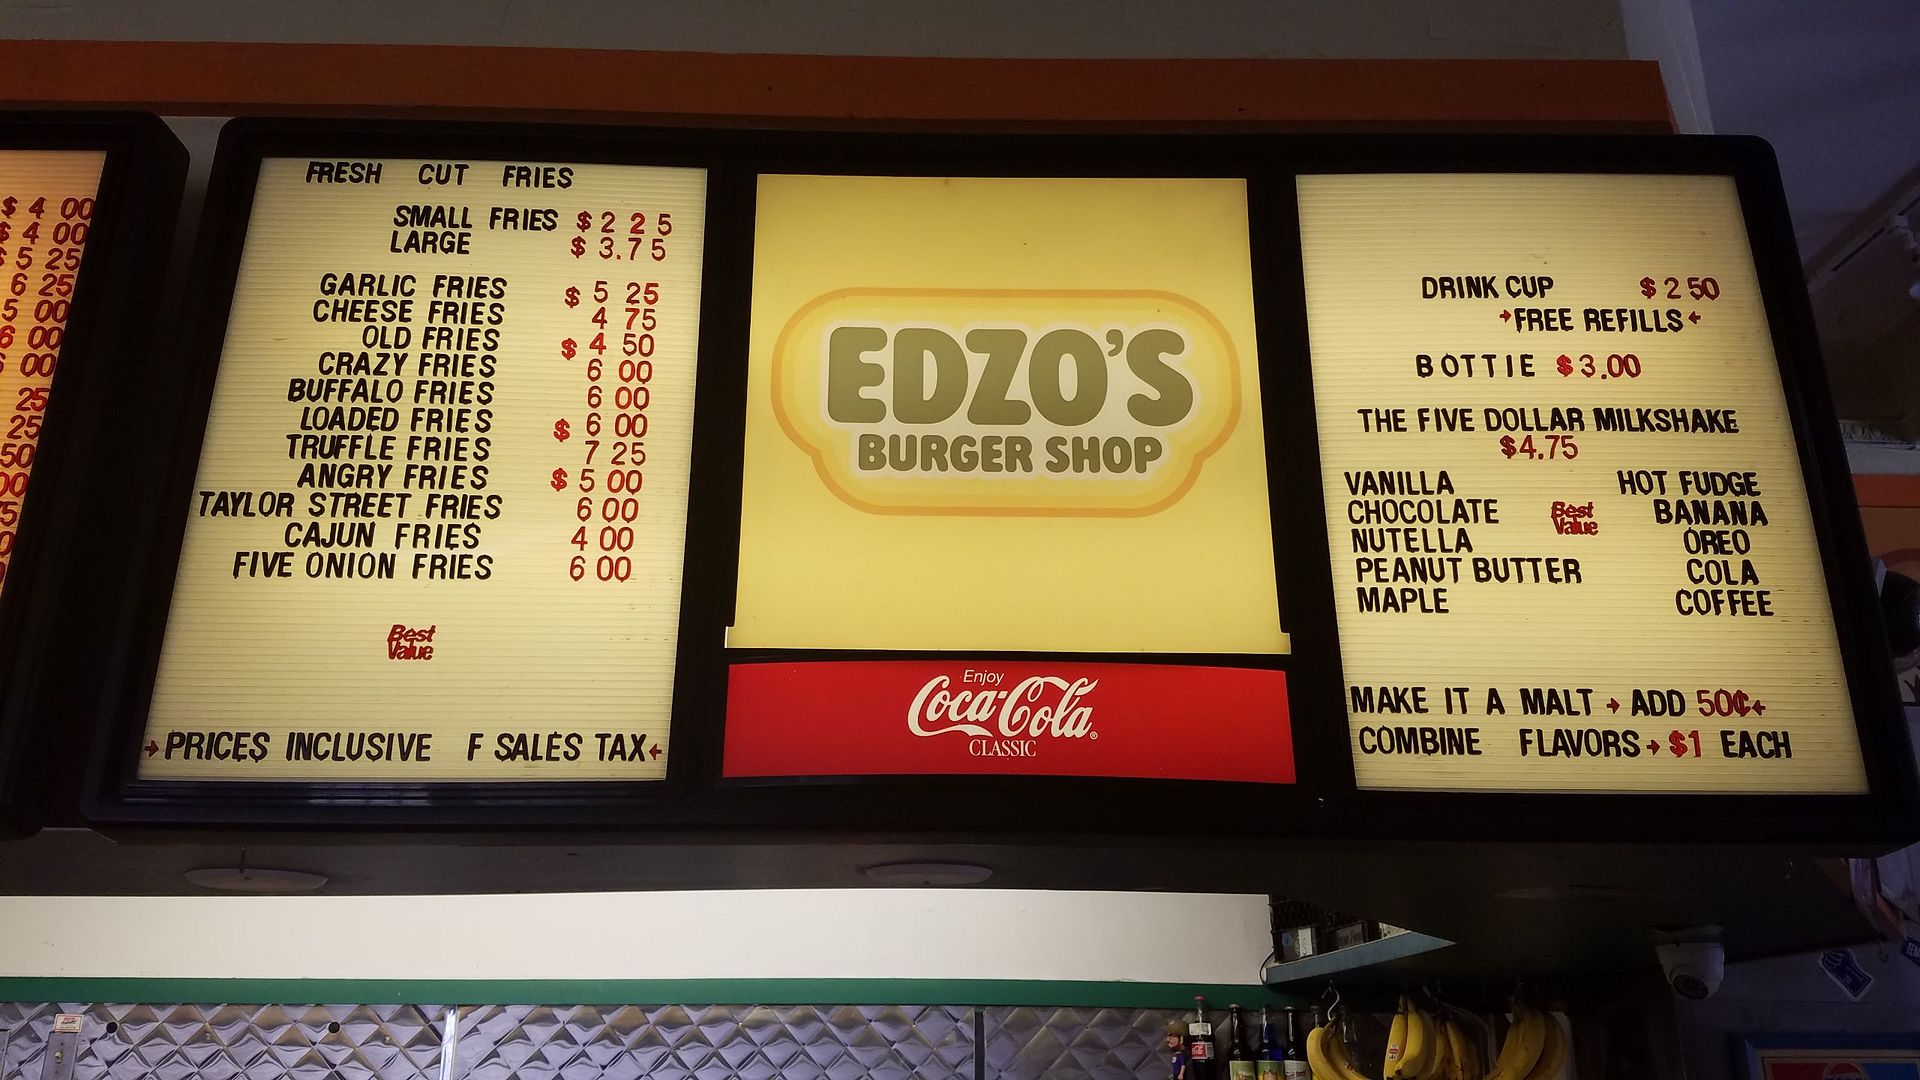 $ 4 00
$ 4 00
$ 5 25
6 25
5 00
6 00
6 00
25
25
50
00
FRESH CUT FRIES
SMALL FRIES $ 2 2 5
LARGE $ 3.75
GARLIC FRIES $ 5 25
CHEESE FRIES 4 75
OLD FRIES $ 4 50
CRAZY FRIES 6 00
BUFFALO FRIES 6 00
LOADED FRIES $ 6 00
TRUFFLE FRIES 7 25
ANGRY FRIES $ 5 00
TAYLOR STREET FRIES 6 00
CAJUN FRIES 4 00
FIVE ONION FRIES 6 00
Best
Value
PRICES INCLUSIVE F SALES TAX
EDZO'S
BURGER SHOP
Enjoy
Coca-Cola®
CLASSIC
DRINK CUP $ 2 50
FREE REFILLS
BOTTIE $3.00
THE FIVE DOLLAR MILKSHAKE
$4.75
VANILLA HOT FUDGE
CHOCOLATE Best Value BANANA
NUTELLA OREO
PEANUT BUTTER COLA
MAPLE COFFEE
MAKE IT A MALT ADD 50¢
COMBINE FLAVORS $1 EACH